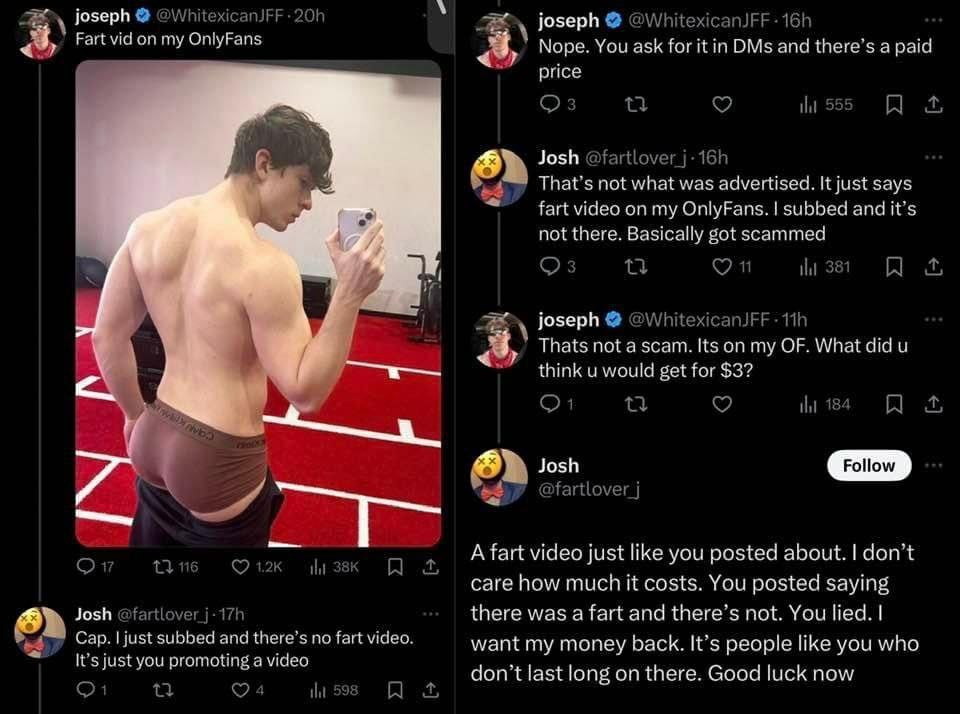 joseph @WhitexicanJFF · 20h
Fart vid on my OnlyFans
Calvin Klein
17 116 1.2K 38K
Josh @fartlover_j · 17h
Cap. I just subbed and there's no fart video.
It's just you promoting a video
1 4 598
joseph @WhitexicanJFF · 16h
Nope. You ask for it in DMs and there's a paid
price
3 555
Josh @fartlover_j · 16h
That's not what was advertised. It just says
fart video on my OnlyFans. I subbed and it's
not there. Basically got scammed
3 11 381
joseph @WhitexicanJFF · 11h
Thats not a scam. Its on my OF. What did u
think u would get for $3?
1 184
Josh
Follow
@fartlover_j
A fart video just like you posted about. I don't
care how much it costs. You posted saying
there was a fart and there's not. You lied. I
want my money back. It's people like you who
don't last long on there. Good luck now